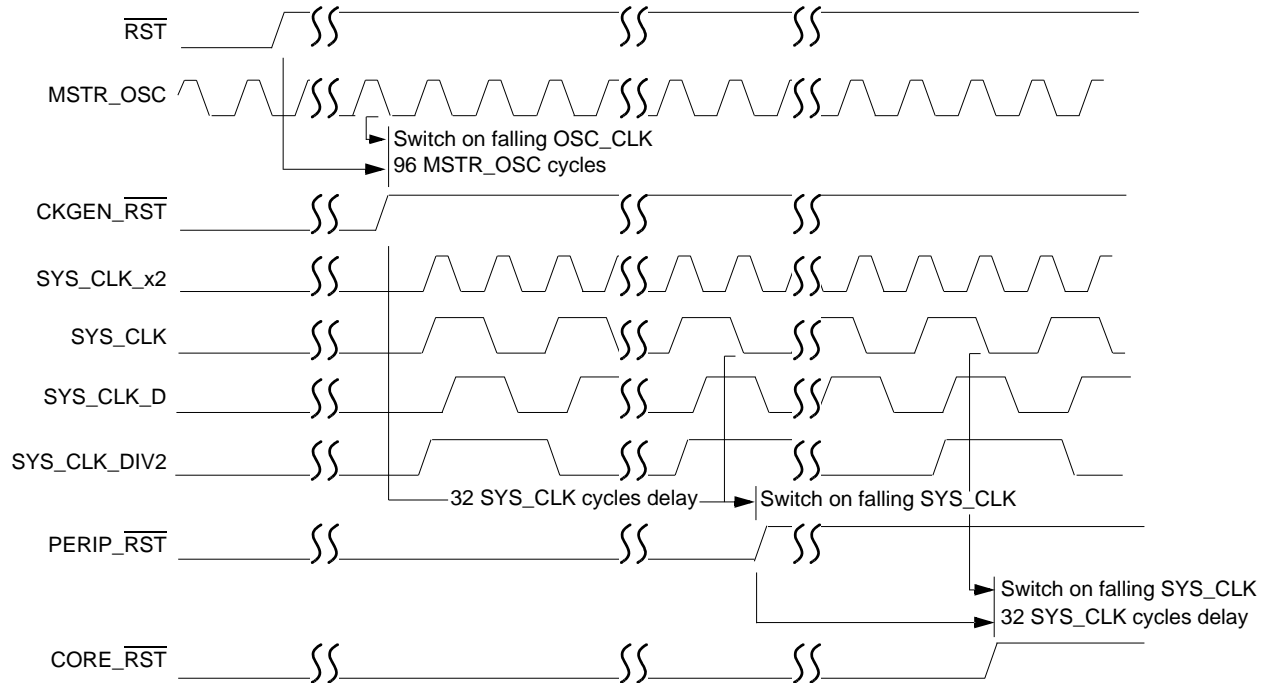 RST
MSTR_OSC
Switch on falling OSC_CLK
96 MSTR_OSC cycles
CKGEN_RST
SYS_CLK_x2
SYS_CLK
SYS_CLK_D
SYS_CLK_DIV2
32 SYS_CLK cycles delay
Switch on falling SYS_CLK
PERIP_RST
Switch on falling SYS_CLK
32 SYS_CLK cycles delay
CORE_RST